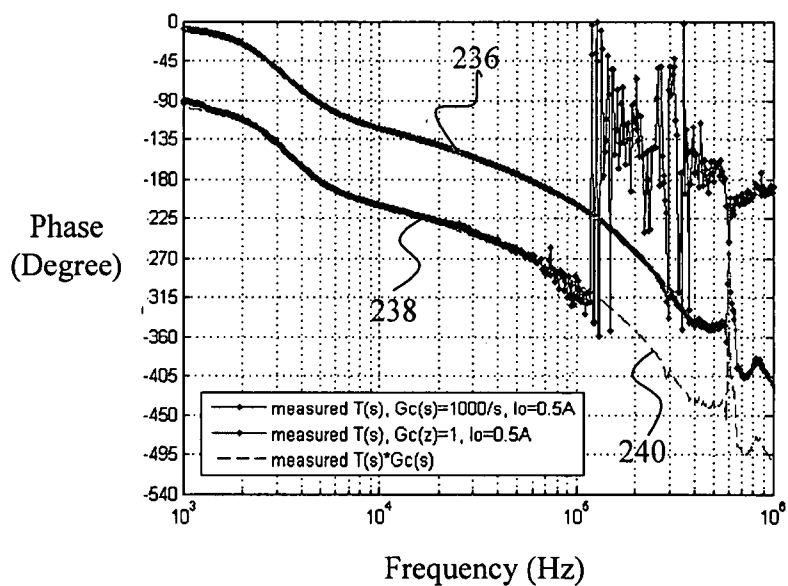 0
-45
-90
-135
-180
-225
-270
-315
-360
-405
-450
-495
-540
Phase
(Degree)
236
238
240
measured T(s), Gc(s)=1000/s, Io=0.5A
measured T(s), Gc(z)=1, Io=0.5A
measured T(s)*Gc(s)
10³ 10⁴ 10⁵ 10⁶
Frequency (Hz)